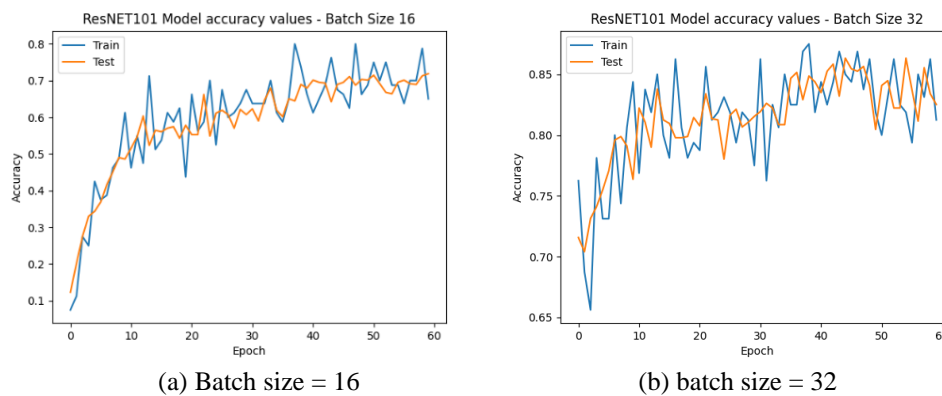 ResNET101 Model accuracy values - Batch Size 16
Train
Test
Accuracy
0.8
0.7
0.6
0.5
0.4
0.3
0.2
0.1
0 10 20 30 40 50 60
Epoch
(a) Batch size = 16
ResNET101 Model accuracy values - Batch Size 32
Train
Test
Accuracy
0.85
0.80
0.75
0.70
0.65
0 10 20 30 40 50 6
Epoch
(b) batch size = 32